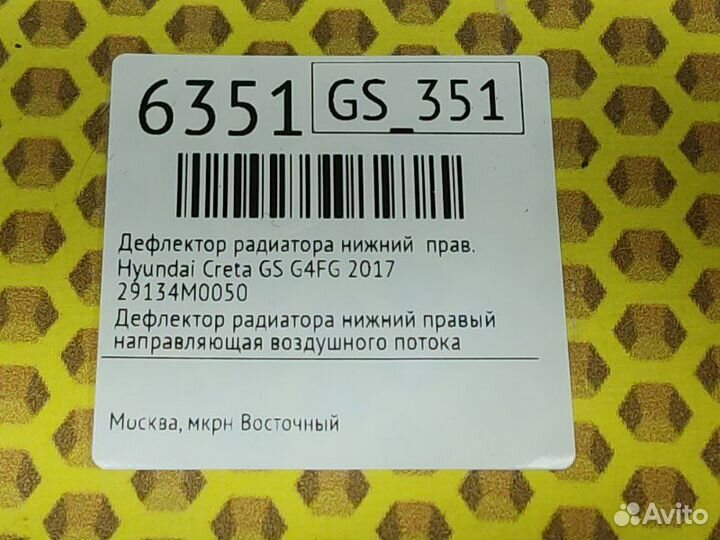 6351 GS_351
Дефлектор радиатора нижний прав.
Hyundai Creta GS G4FG 2017
29134M0050
Дефлектор радиатора нижний правый
направляющая воздушного потока
Москва, мкрн Восточный
Avito